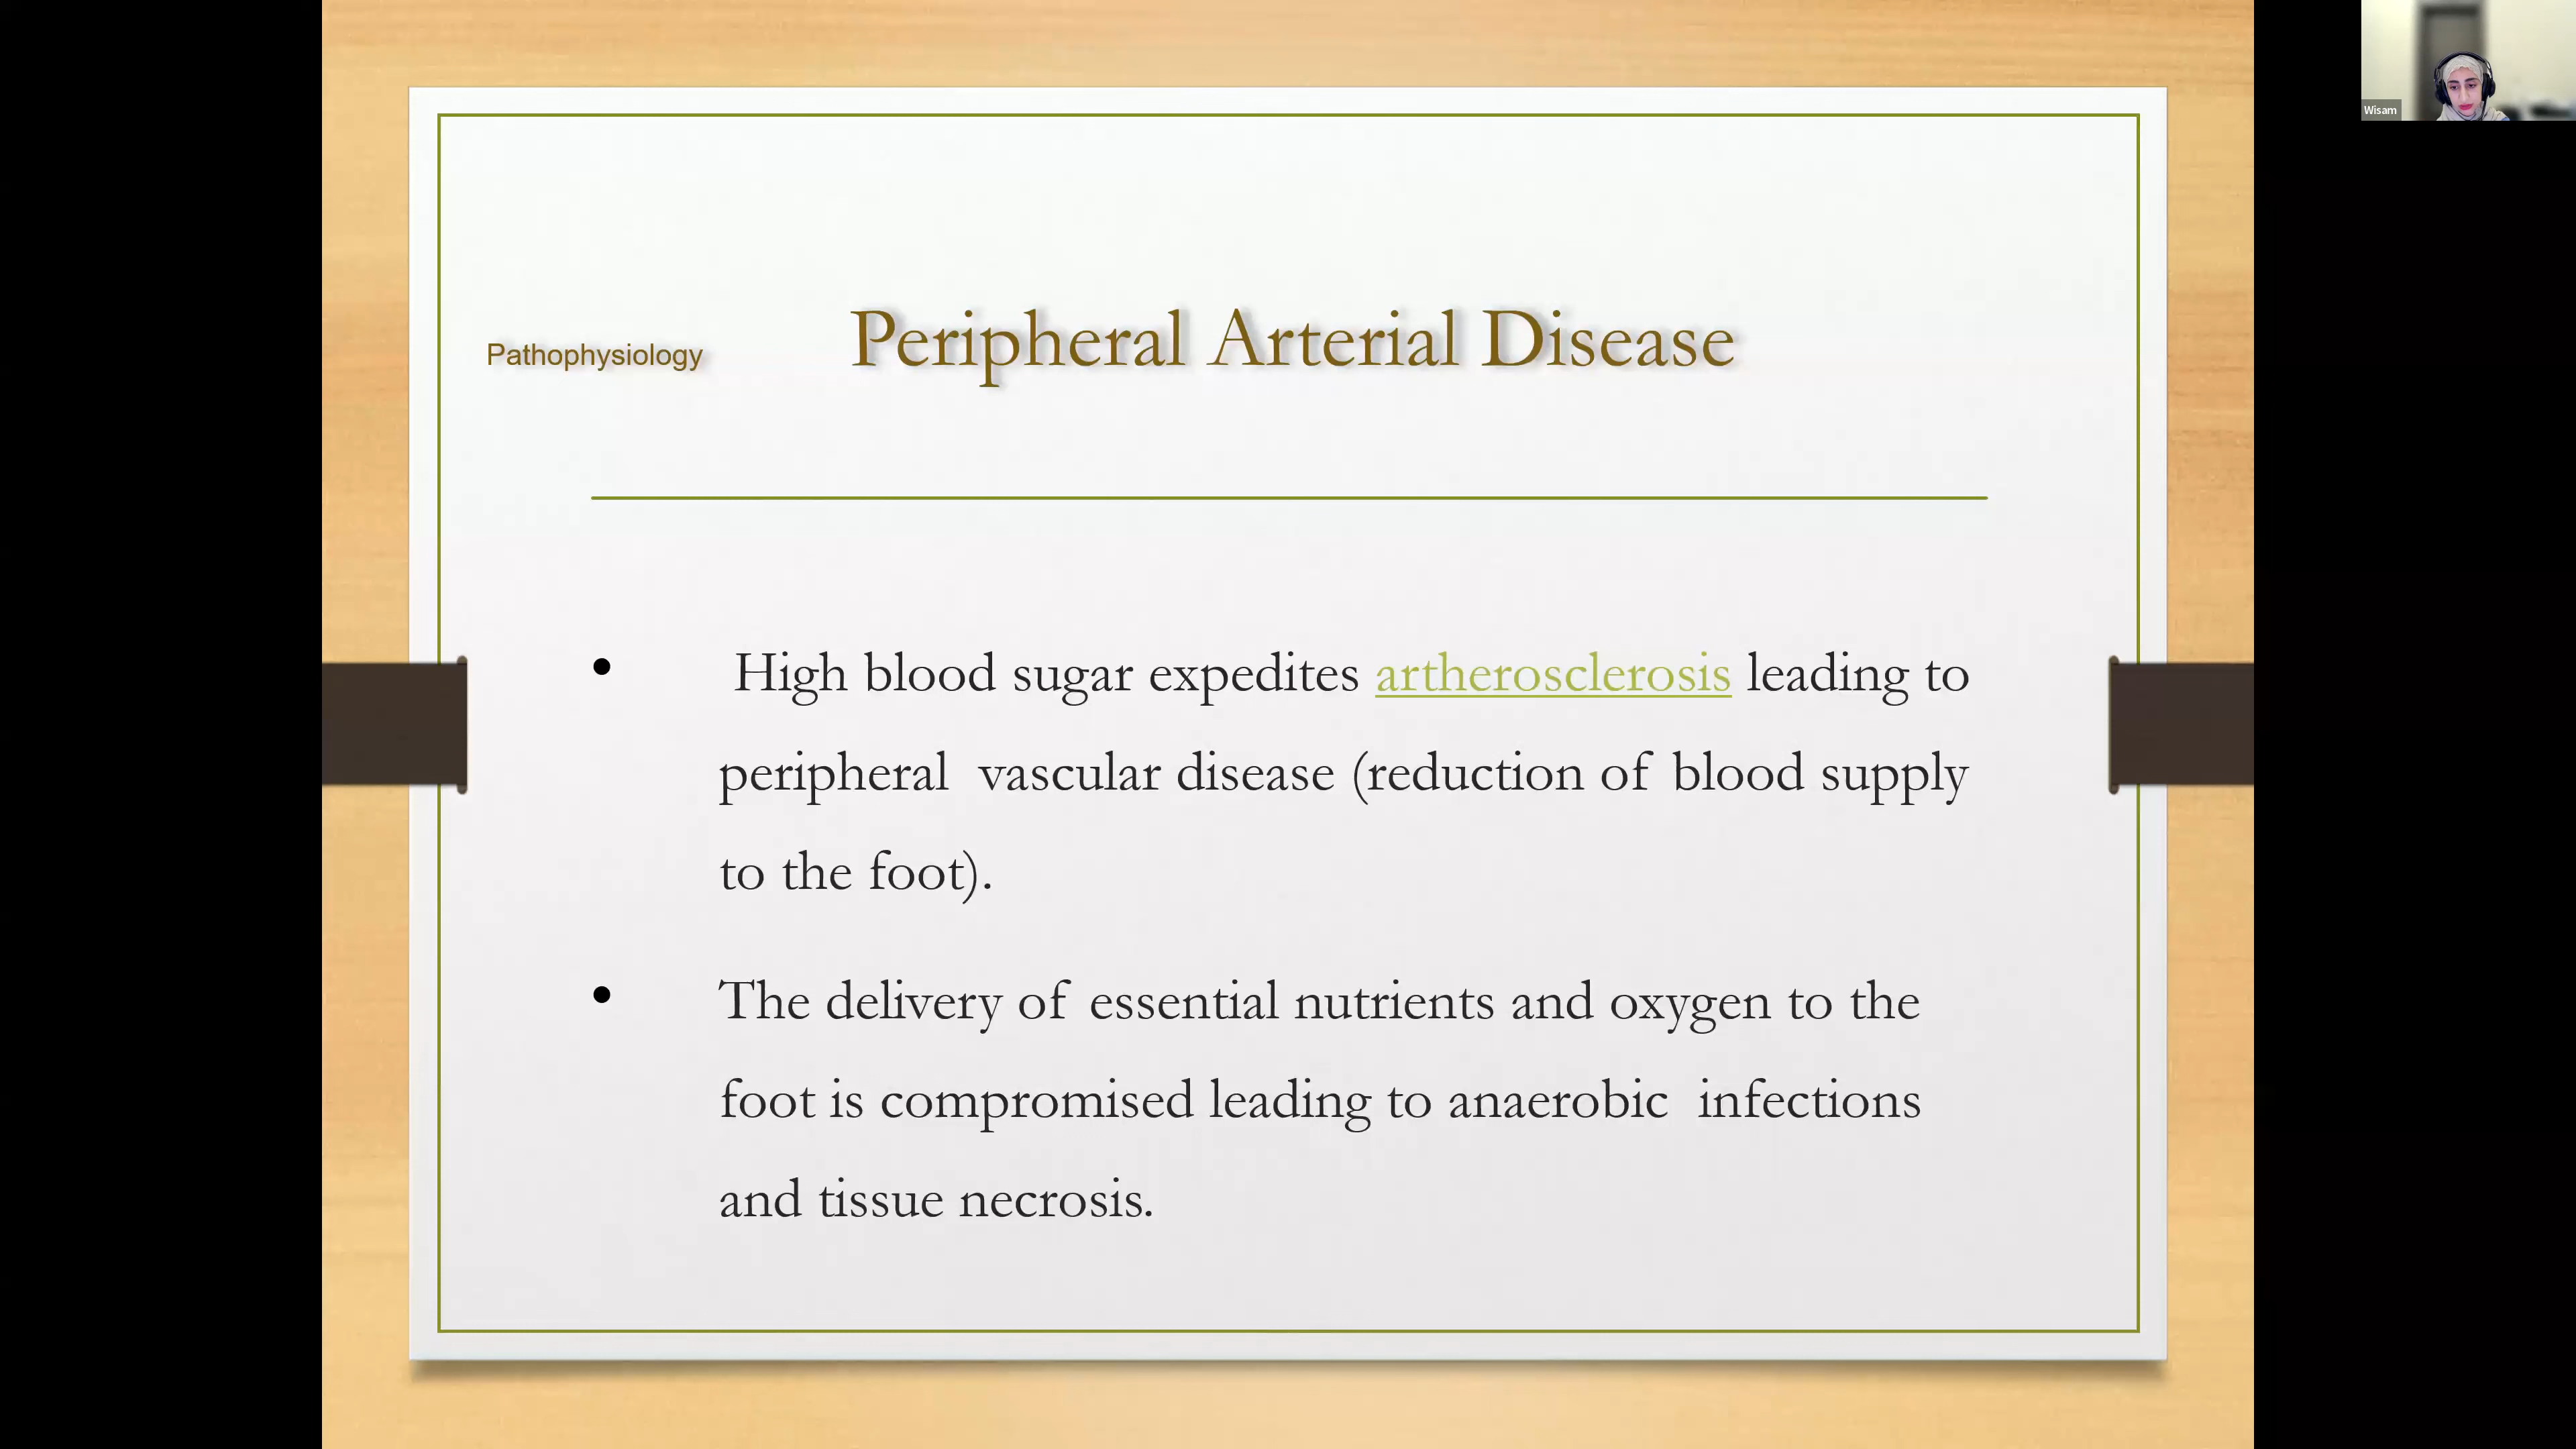 Wisam
Pathophysiology
Peripheral Arterial Disease
• High blood sugar expedites artherosclerosis leading to
peripheral vascular disease (reduction of blood supply
to the foot).
• The delivery of essential nutrients and oxygen to the
foot is compromised leading to anaerobic infections
and tissue necrosis.